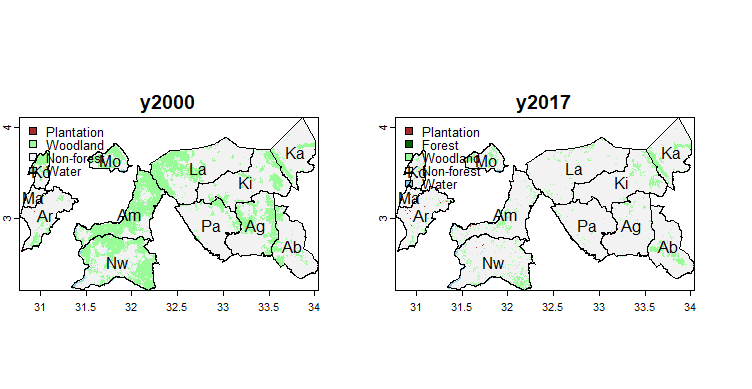 y2000
4
3
Plantation
Woodland
Non-forest
Water
Mo
Ko
Ma
Ar
Am
Nw
La
Ki
Ka
Pa
Ag
Ab
31
31.5
32
32.5
33
33.5
34
y2017
4
3
Plantation
Forest
Woodland
Non-forest
Water
Mo
Ko
Ma
Ar
Am
Nw
La
Ki
Ka
Pa
Ag
Ab
31
31.5
32
32.5
33
33.5
34